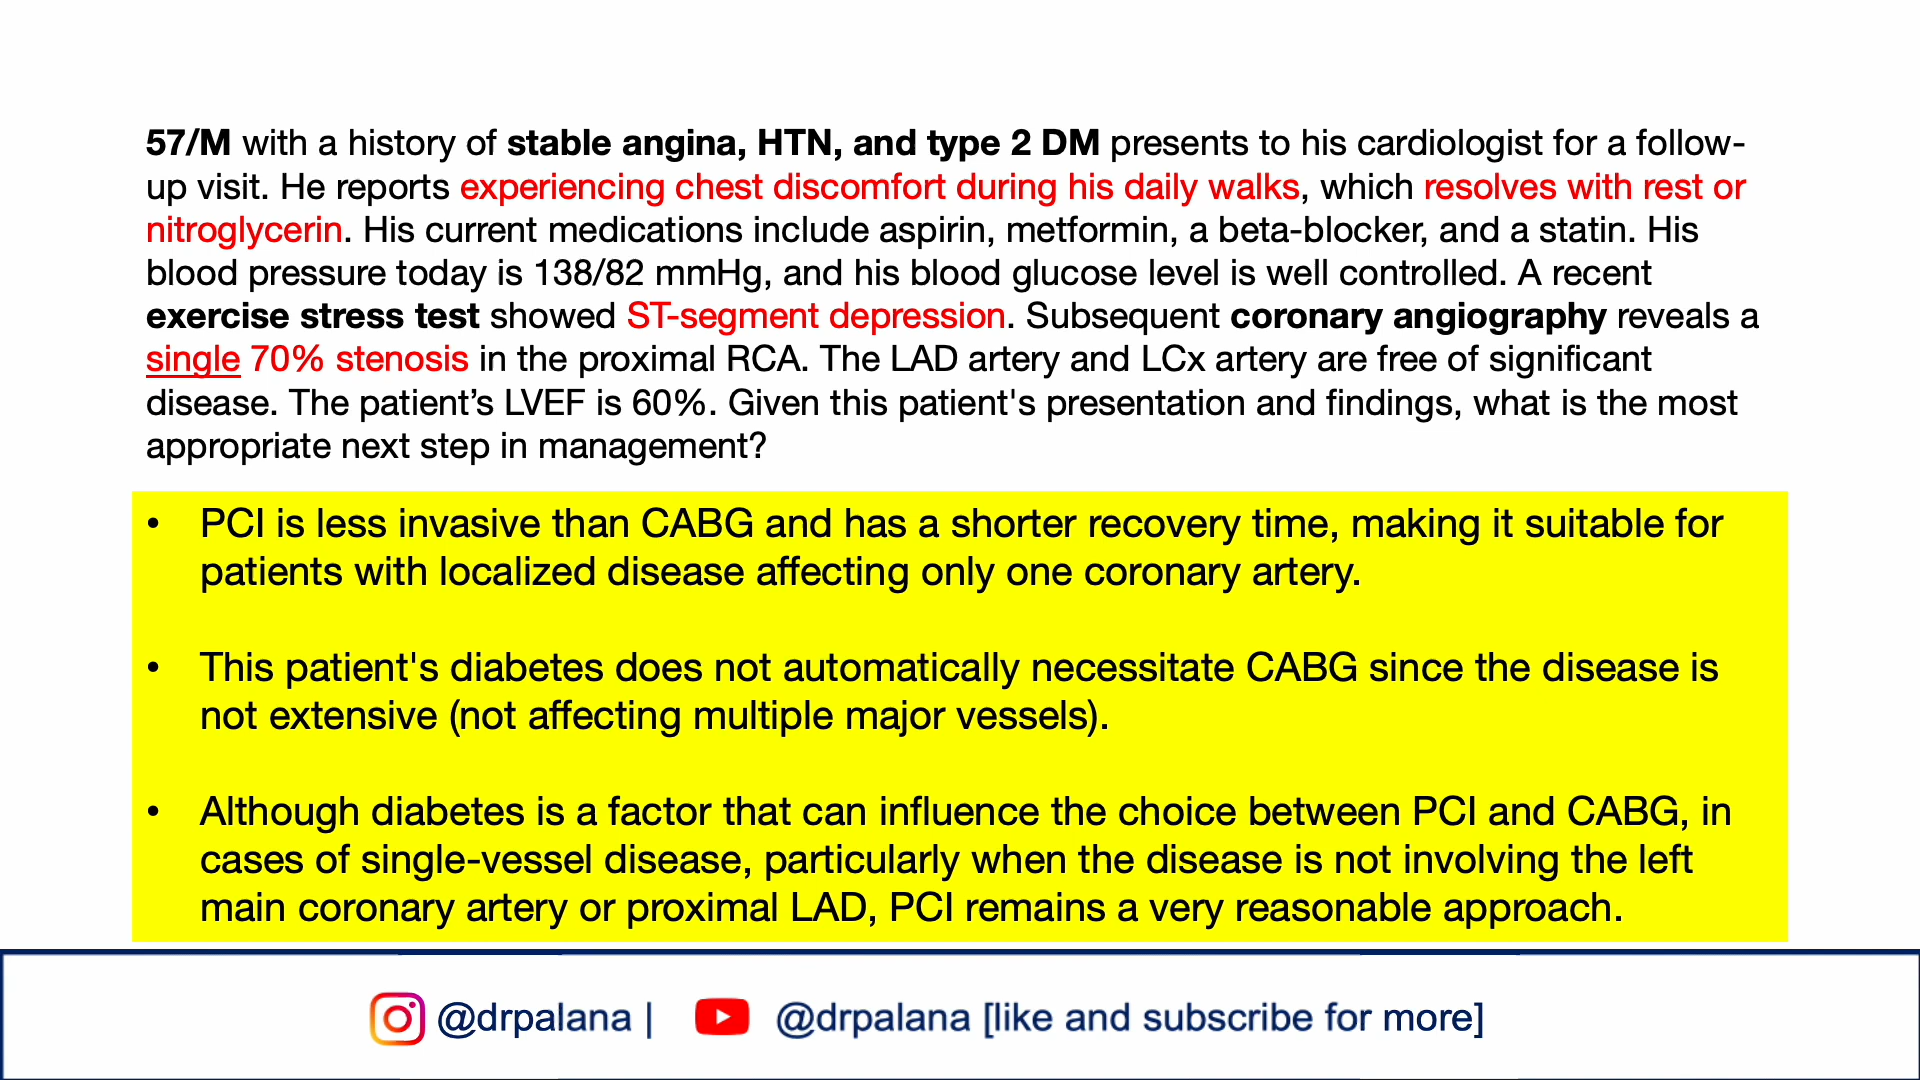 57/M with a history of stable angina, HTN, and type 2 DM presents to his cardiologist for a follow-
up visit. He reports experiencing chest discomfort during his daily walks, which resolves with rest or
nitroglycerin. His current medications include aspirin, metformin, a beta-blocker, and a statin. His
blood pressure today is 138/82 mmHg, and his blood glucose level is well controlled. A recent
exercise stress test showed ST-segment depression. Subsequent coronary angiography reveals a
single 70% stenosis in the proximal RCA. The LAD artery and LCx artery are free of significant
disease. The patient’s LVEF is 60%. Given this patient's presentation and findings, what is the most
appropriate next step in management?
• PCI is less invasive than CABG and has a shorter recovery time, making it suitable for
patients with localized disease affecting only one coronary artery.
• This patient's diabetes does not automatically necessitate CABG since the disease is
not extensive (not affecting multiple major vessels).
• Although diabetes is a factor that can influence the choice between PCI and CABG, in
cases of single-vessel disease, particularly when the disease is not involving the left
main coronary artery or proximal LAD, PCI remains a very reasonable approach.
@drpalana | @drpalana [like and subscribe for more]